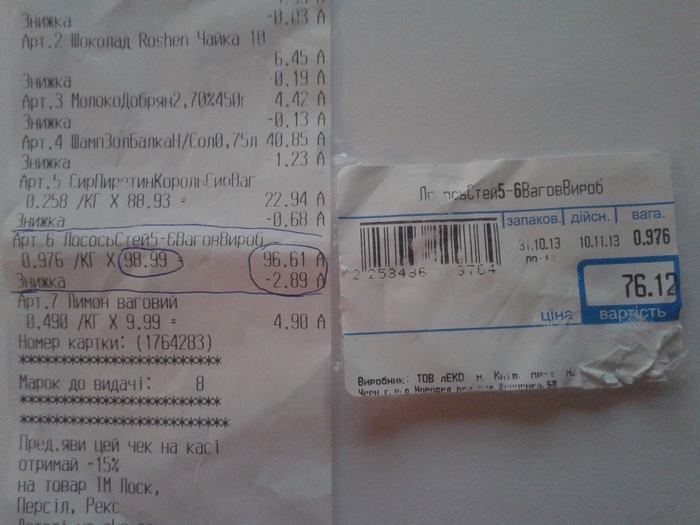 Знижка -0.03 А
Арт.2 Шоколад Roshen Чайка 10
6.45 А
Знижка -0.19 А
Арт.3 МолокоДобрян2,70%450г 4.42 А
Знижка -0.13 А
Арт.4 ШампЗолБалкаН/Сол0,75л 40.85 А
Знижка -1.23 А
Арт.5 СирПирятинКорольСирВаг
0.258 /КГ X 88.93 = 22.94 А
Знижка -0.68 А
Арт.6 ЛососьСтей5-6ВаговВироб
0.976 /КГ X 98.99 = 96.61 А
Знижка -2.89 А
Арт.7 Лимон ваговий
0.490 /КГ X 9.99 = 4.90 А
Номер картки: (1764283)
************************
Марок до видачі: 8
************************
************************
Пред.яви цей чек на касі
отримай -15%
на товар ТМ Лоск,
Персіл, Рекс
ЛососьСтей5-6ВаговВироб
запаков. дійсн. вага.
31.10.13 10.11.13 0.976
76.12
ціна вартість
Виробник: ТОВ м. Київ